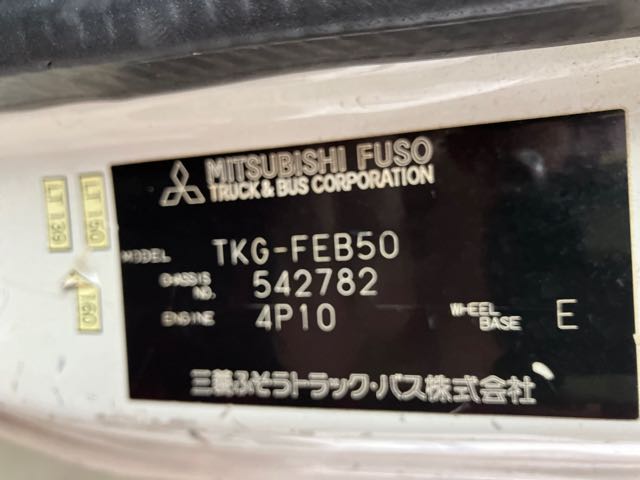 MITSUBISHI FUSO
TRUCK & BUS CORPORATION
MODEL TKG-FEB50
CHASSIS NO. 542782
ENGINE 4P10 WHEEL BASE E
三菱ふそうトラック・バス株式会社
LT 139
LT 150
160